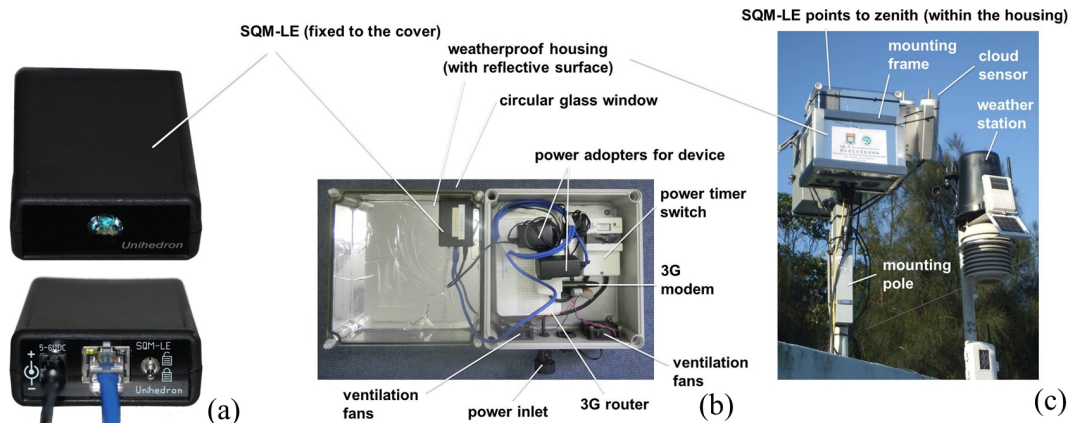 SQM-LE (fixed to the cover)
weatherproof housing
(with reflective surface)
circular glass window
power adopters for device
power timer
switch
3G
modem
ventilation
fans
power inlet
3G router
ventilation
fans
SQM-LE points to zenith (within the housing)
mounting
frame
cloud
sensor
weather
station
mounting
pole
Unihedron
+
5-6VDC
-
SQM-LE
Unihedron
(a)
(b)
(c)